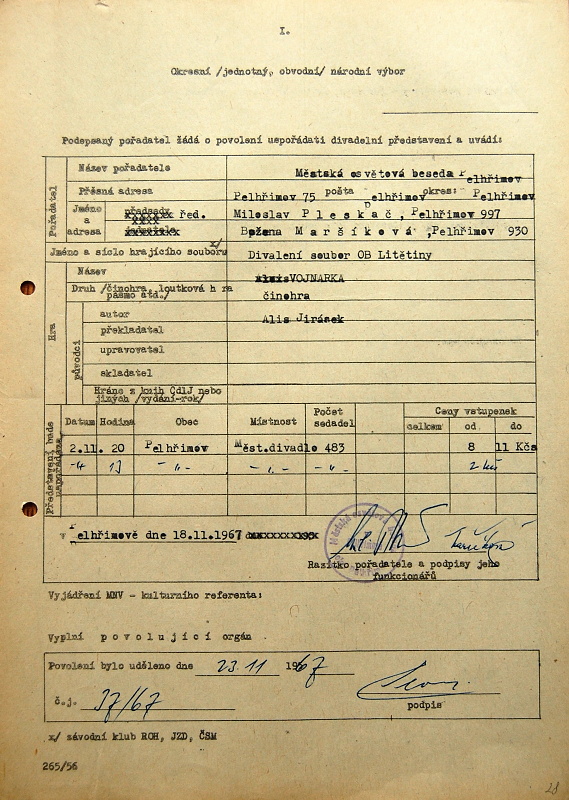 I.
Okresní /jednotný, obvodní/ národní výbor
Podepsaný pořadatel žádá o povolení uspořádati divadelní představení a uvádí:
Pořadatel
Název pořadatele Městská osvětová beseda Pelhřimov
Přesná adresa Pelhřimov 75 pošta Pelhřimov okres: Pelhřimov
Jméno a adresa řed. Miloslav P l e s k a č , Pelhřimov 997
Božena M a r š í k o v á ,Pelhřimov 930
Jméno a sídlo hrajícího souboru x/ Divalení soubor OB Litětiny
Hra
Název VOJNARKA
Druh /činohra, loutková hra pásmo atd./ činohra
původci
autor Alis Jirásek
překladatel
upravovatel
skladatel
Hráno z knih ČDLJ nebo jiných /vydání-rok/
Představení bude uspořádáno
Datum Hodina Obec Místnost Počet sedadel Ceny vstupenek
celkem od do
2.11. 20 Pelhřimov Měst.divadlo 483 8 11 Kčs
-"- -"- -"-
V Pelhřimově dne 18.11.1967
Razítko pořadatele a podpisy jeho
funkcionářů
Vyjádření MNV - kulturního referenta:
Vyplní p o v o l u j í c í orgán
Povolení bylo uděleno dne 23.11 1967
č.j. 37/67 podpis
x/ závodní klub ROH, JZD, ČSM
265/56
28